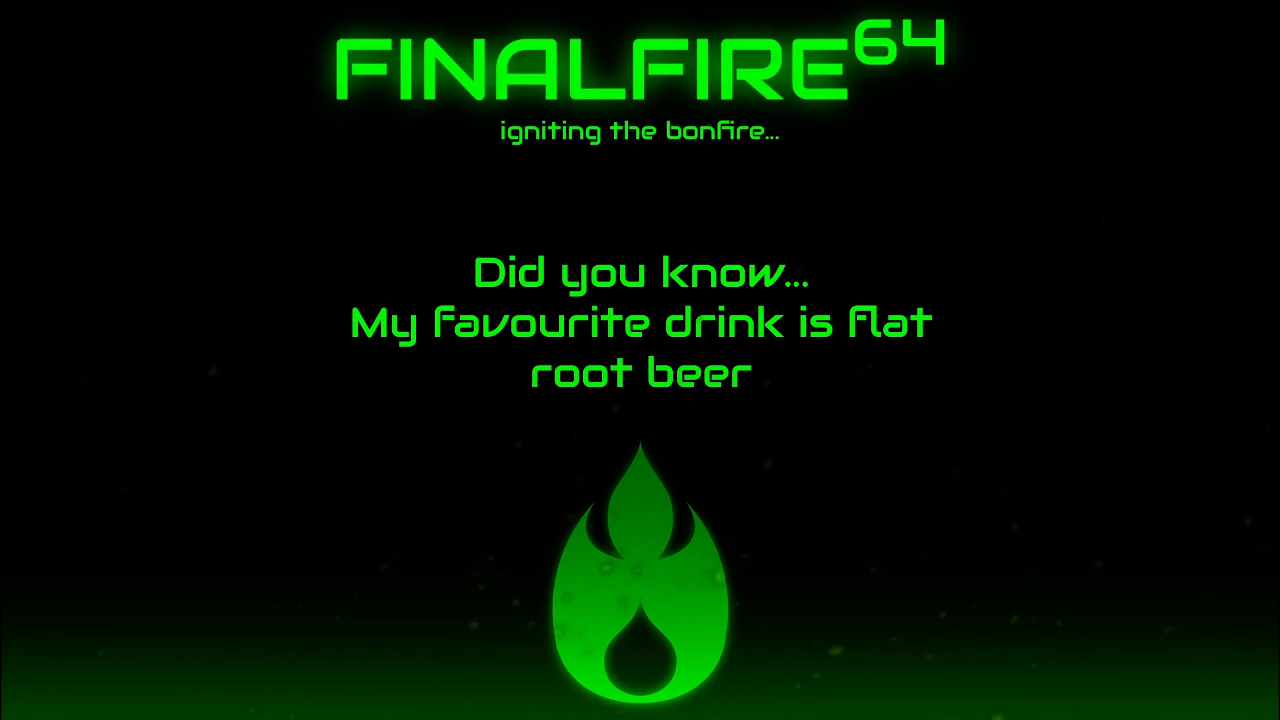 FINALFIRE64
igniting the bonfire...
Did you know...
My favourite drink is flat
root beer